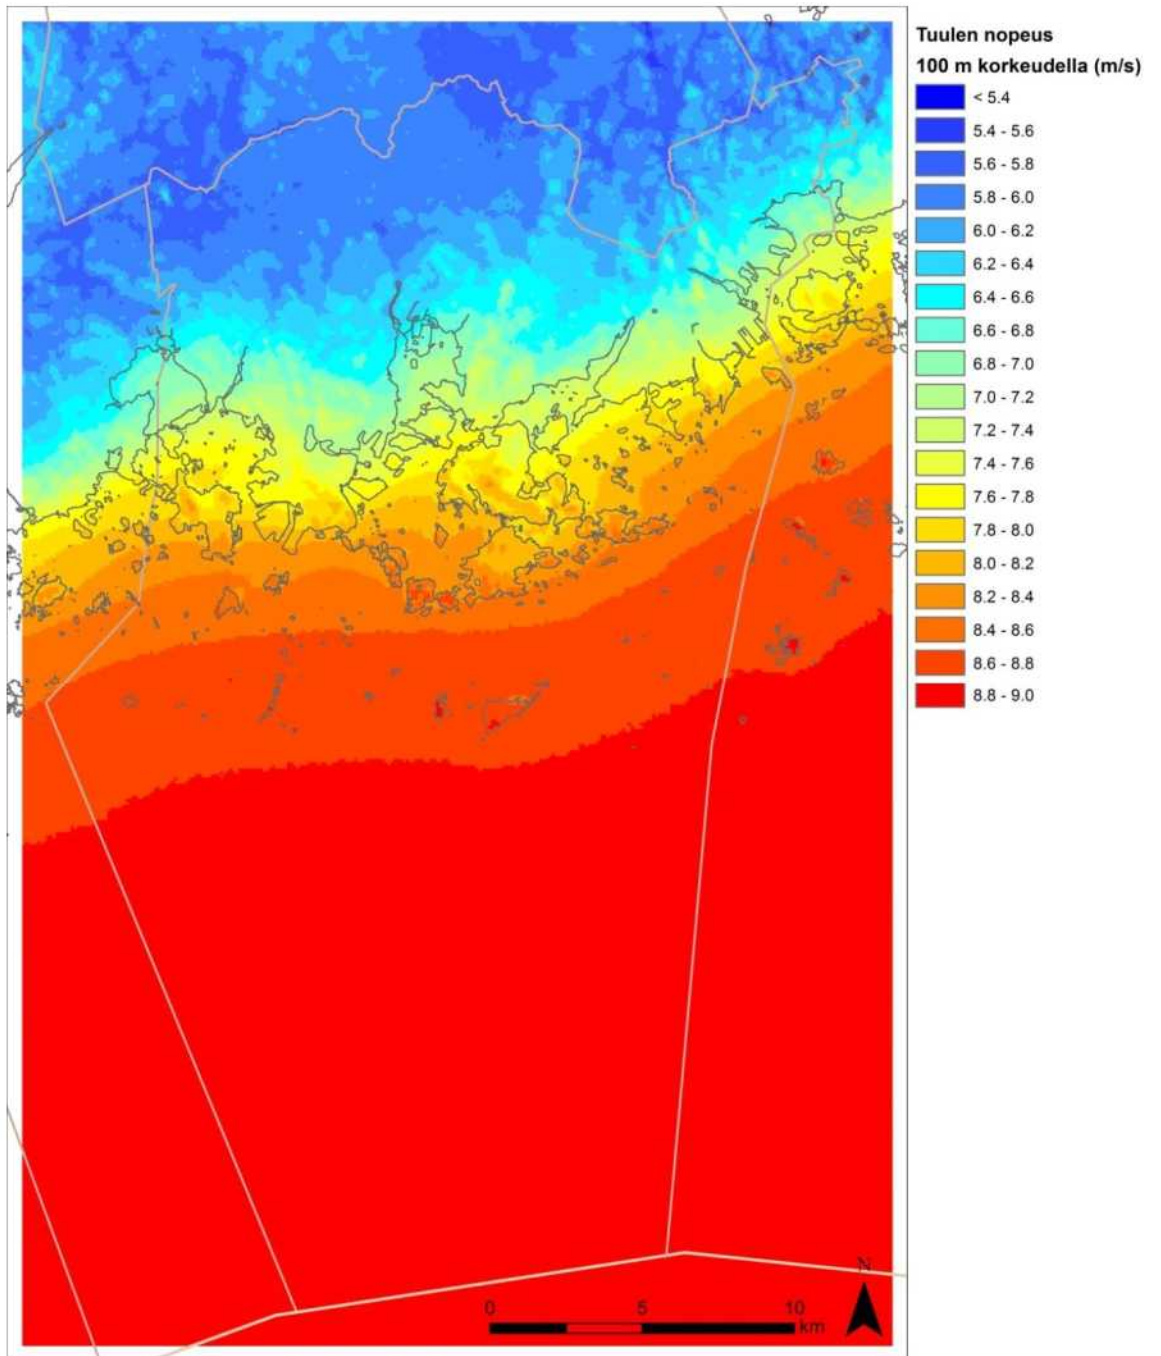 Tuulen nopeus
100 m korkeudella (m/s)
< 5.4
5.4 - 5.6
5.6 - 5.8
5.8 - 6.0
6.0 - 6.2
6.2 - 6.4
6.4 - 6.6
6.6 - 6.8
6.8 - 7.0
7.0 - 7.2
7.2 - 7.4
7.4 - 7.6
7.6 - 7.8
7.8 - 8.0
8.0 - 8.2
8.2 - 8.4
8.4 - 8.6
8.6 - 8.8
8.8 - 9.0
N
0 5 10
km